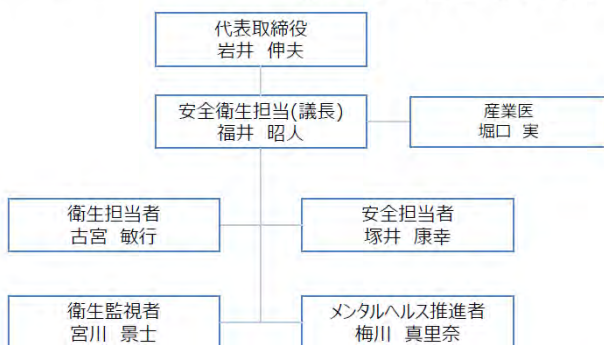 代表取締役
岩井 伸夫
安全衛生担当(議長)
福井 昭人
産業医
堀口 実
衛生担当者
古宮 敏行
安全担当者
塚井 康幸
衛生監視者
宮川 景士
メンタルヘルス推進者
梅川 真里奈